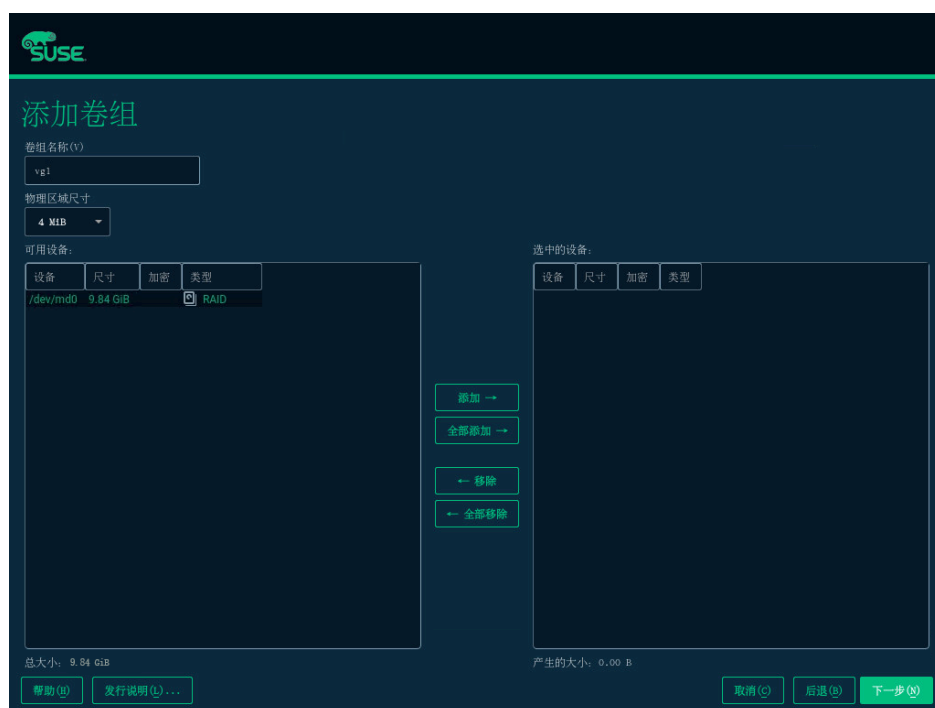 SUSE
添加卷组
卷组名称(V)
vg1
物理区域尺寸
4 MiB
可用设备:
设备 尺寸 加密 类型
/dev/md0 9.84 GiB RAID
总大小: 9.84 GiB
添加 →
全部添加 →
← 移除
← 全部移除
选中的设备:
设备 尺寸 加密 类型
产生的大小: 0.00 B
帮助(H) 发行说明(L)... 取消(C) 后退(B) 下一步(N)